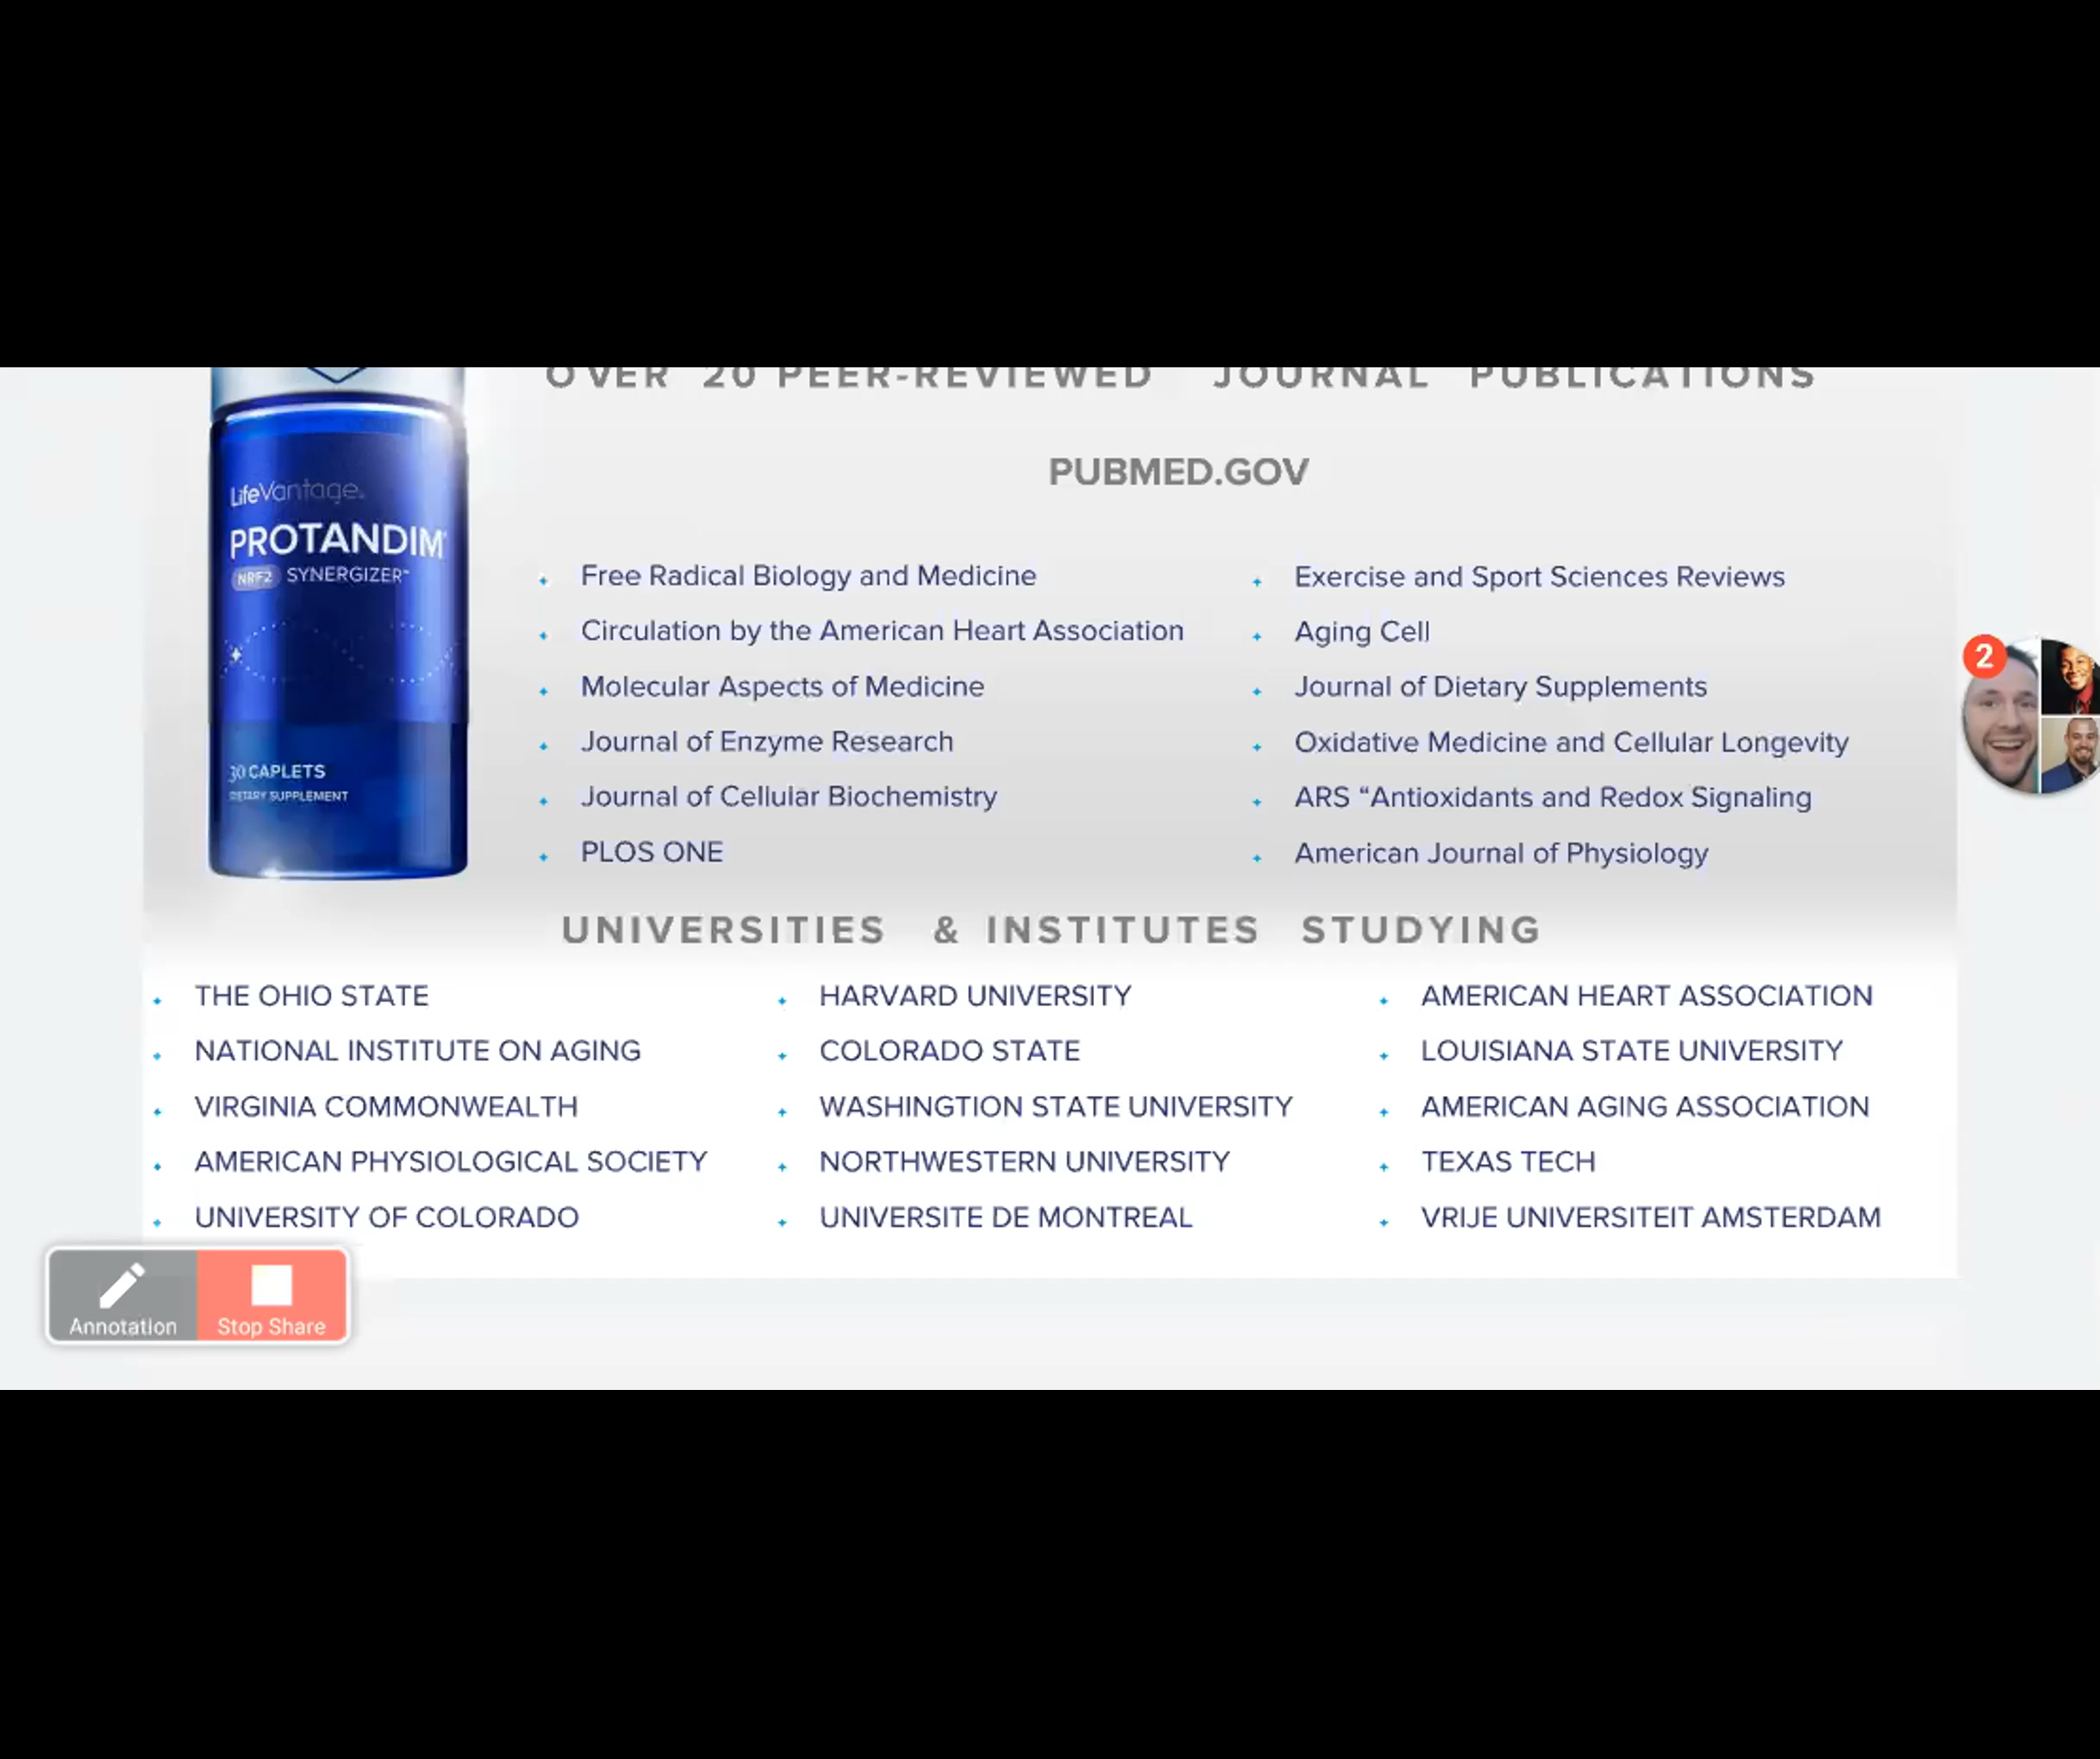 OVER 20 PEER-REVIEWED JOURNAL PUBLICATIONS
PUBMED.GOV
LifeVantage.
PROTANDIM®
NRF2 SYNERGIZER™
30 CAPLETS
DIETARY SUPPLEMENT
Free Radical Biology and Medicine
Circulation by the American Heart Association
Molecular Aspects of Medicine
Journal of Enzyme Research
Journal of Cellular Biochemistry
PLOS ONE
Exercise and Sport Sciences Reviews
Aging Cell
Journal of Dietary Supplements
Oxidative Medicine and Cellular Longevity
ARS “Antioxidants and Redox Signaling
American Journal of Physiology
2
UNIVERSITIES & INSTITUTES STUDYING
THE OHIO STATE
NATIONAL INSTITUTE ON AGING
VIRGINIA COMMONWEALTH
AMERICAN PHYSIOLOGICAL SOCIETY
UNIVERSITY OF COLORADO
HARVARD UNIVERSITY
COLORADO STATE
WASHINGTION STATE UNIVERSITY
NORTHWESTERN UNIVERSITY
UNIVERSITE DE MONTREAL
AMERICAN HEART ASSOCIATION
LOUISIANA STATE UNIVERSITY
AMERICAN AGING ASSOCIATION
TEXAS TECH
VRIJE UNIVERSITEIT AMSTERDAM
Annotation
Stop Share